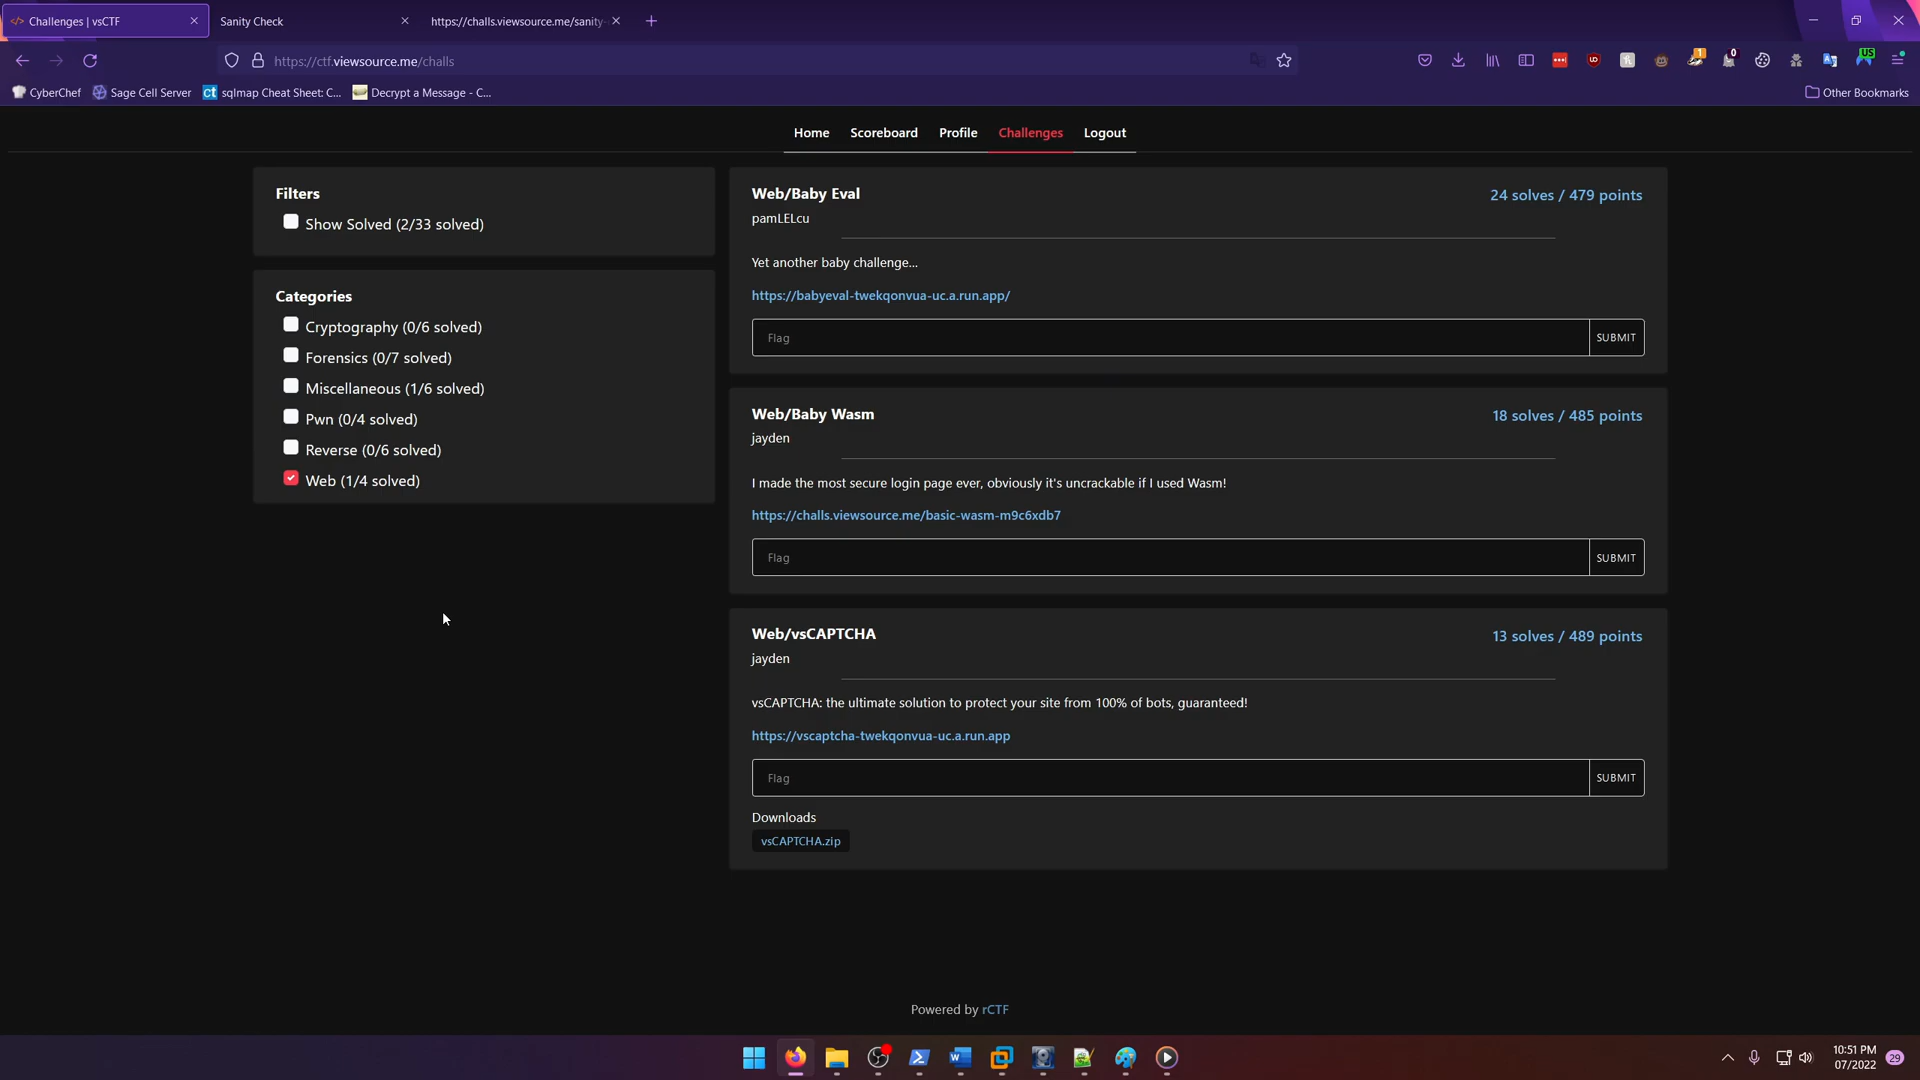 Challenges | vsCTF
Sanity Check
https://challs.viewsource.me/sanity-
https://ctf.viewsource.me/challs
CyberChef
Sage Cell Server
ct sqlmap Cheat Sheet: C...
Decrypt a Message - C...
Other Bookmarks
1
0
US
Home
Scoreboard
Profile
Challenges
Logout
Filters
Show Solved (2/33 solved)
Categories
Cryptography (0/6 solved)
Forensics (0/7 solved)
Miscellaneous (1/6 solved)
Pwn (0/4 solved)
Reverse (0/6 solved)
Web (1/4 solved)
Web/Baby Eval
24 solves / 479 points
pamLELcu
Yet another baby challenge...
https://babyeval-twekqonvua-uc.a.run.app/
Flag
SUBMIT
Web/Baby Wasm
18 solves / 485 points
jayden
I made the most secure login page ever, obviously it's uncrackable if I used Wasm!
https://challs.viewsource.me/basic-wasm-m9c6xdb7
Flag
SUBMIT
Web/vsCAPTCHA
13 solves / 489 points
jayden
vsCAPTCHA: the ultimate solution to protect your site from 100% of bots, guaranteed!
https://vscaptcha-twekqonvua-uc.a.run.app
Flag
SUBMIT
Downloads
vsCAPTCHA.zip
Powered by rCTF
10:51 PM
07/2022
29